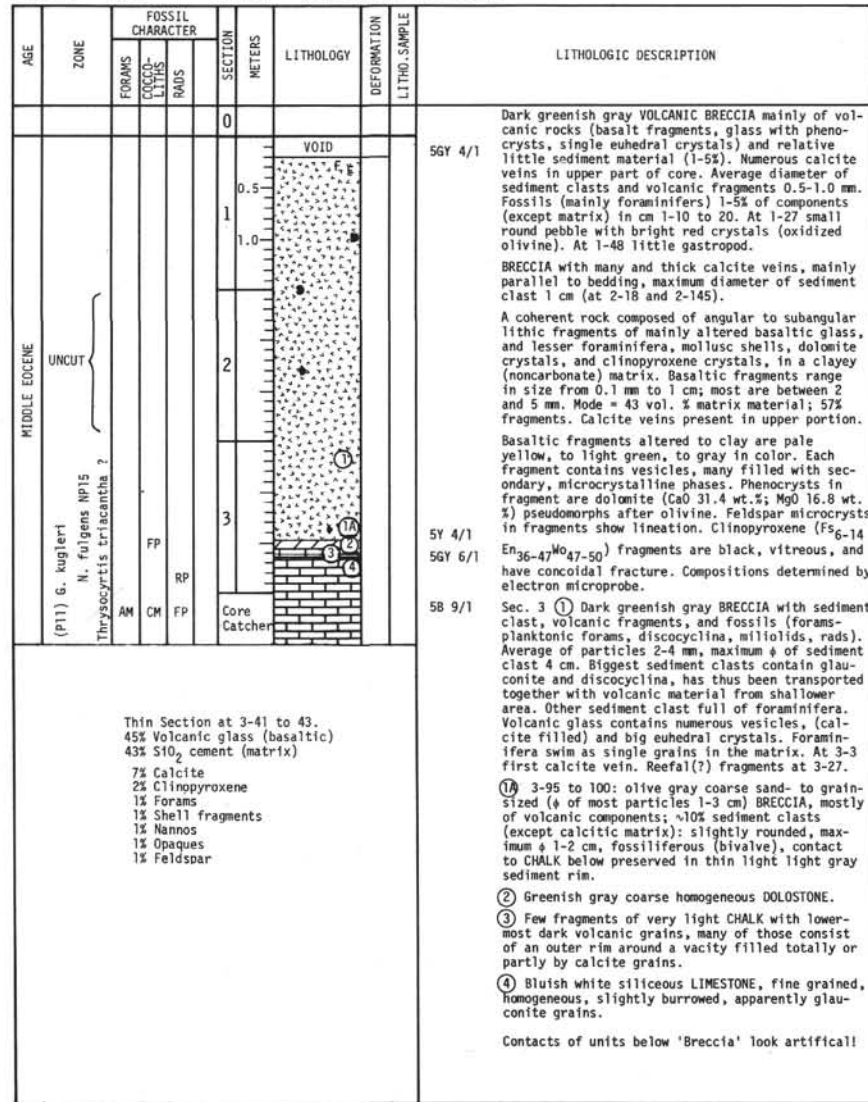 AGE
ZONE
FOSSIL
CHARACTER
FORAMS
COCCO-
LITHS
RADS
SECTION
METERS
LITHOLOGY
DEFORMATION
LITHO.SAMPLE
LITHOLOGIC DESCRIPTION
MIDDLE EOCENE
UNCUT
(P11) G. kugleri
N. fulgens NP15
Thrysocyrtis triacantha ?
FP
RP
AM
CM
FP
0
1
2
3
Core
Catcher
0.5
1.0
VOID
1
1A
2
3
4
5GY 4/1
5Y 4/1
5GY 6/1
5B 9/1
Dark greenish gray VOLCANIC BRECCIA mainly of vol-
canic rocks (basalt fragments, glass with pheno-
crysts, single euhedral crystals) and relative
little sediment material (1-5%). Numerous calcite
veins in upper part of core. Average diameter of
sediment clasts and volcanic fragments 0.5-1.0 mm.
Fossils (mainly foraminifers) 1-5% of components
(except matrix) in cm 1-10 to 20. At 1-27 small
round pebble with bright red crystals (oxidized
olivine). At 1-48 little gastropod.
BRECCIA with many and thick calcite veins, mainly
parallel to bedding, maximum diameter of sediment
clast 1 cm (at 2-18 and 2-145).
A coherent rock composed of angular to subangular
lithic fragments of mainly altered basaltic glass,
and lesser foraminifera, mollusc shells, dolomite
crystals, and clinopyroxene crystals, in a clayey
(noncarbonate) matrix. Basaltic fragments range
in size from 0.1 mm to 1 cm; most are between 2
and 5 mm. Mode = 43 vol. % matrix material; 57%
fragments. Calcite veins present in upper portion.
Basaltic fragments altered to clay are pale
yellow, to light green, to gray in color. Each
fragment contains vesicles, many filled with sec-
ondary, microcrystalline phases. Phenocrysts in
fragment are dolomite (CaO 31.4 wt.%; MgO 16.8 wt.
%) pseudomorphs after olivine. Feldspar microcrysts
in fragments show lineation. Clinopyroxene (Fs6-14
En36-47Wo47-50) fragments are black, vitreous, and
have concoidal fracture. Compositions determined by
electron microprobe.
Sec. 3 (1) Dark greenish gray BRECCIA with sediment
clast, volcanic fragments, and fossils (forams-
planktonic forams, discocyclina, miliolids, rads).
Average of particles 2-4 mm, maximum ϕ of sediment
clast 4 cm. Biggest sediment clasts contain glau-
conite and discocyclina, has thus been transported
together with volcanic material from shallower
area. Other sediment clast full of foraminifera.
Volcanic glass contains numerous vesicles, (cal-
cite filled) and big euhedral crystals. Foramin-
ifera swim as single grains in the matrix. At 3-3
first calcite vein. Reefal(?) fragments at 3-27.
(1A) 3-95 to 100: olive gray coarse sand- to grain-
sized (ϕ of most particles 1-3 cm) BRECCIA, mostly
of volcanic components; ~10% sediment clasts
(except calcitic matrix): slightly rounded, max-
imum ϕ 1-2 cm, fossiliferous (bivalve), contact
to CHALK below preserved in thin light light gray
sediment rim.
(2) Greenish gray coarse homogeneous DOLOSTONE.
(3) Few fragments of very light CHALK with lower-
most dark volcanic grains, many of those consist
of an outer rim around a vacity filled totally or
partly by calcite grains.
(4) Bluish white siliceous LIMESTONE, fine grained,
homogeneous, slightly burrowed, apparently glau-
conite grains.
Contacts of units below 'Breccia' look artifical!
Thin Section at 3-41 to 43.
45% Volcanic glass (basaltic)
43% SiO2 cement (matrix)
7% Calcite
2% Clinopyroxene
1% Forams
1% Shell fragments
1% Nannos
1% Opaques
1% Feldspar